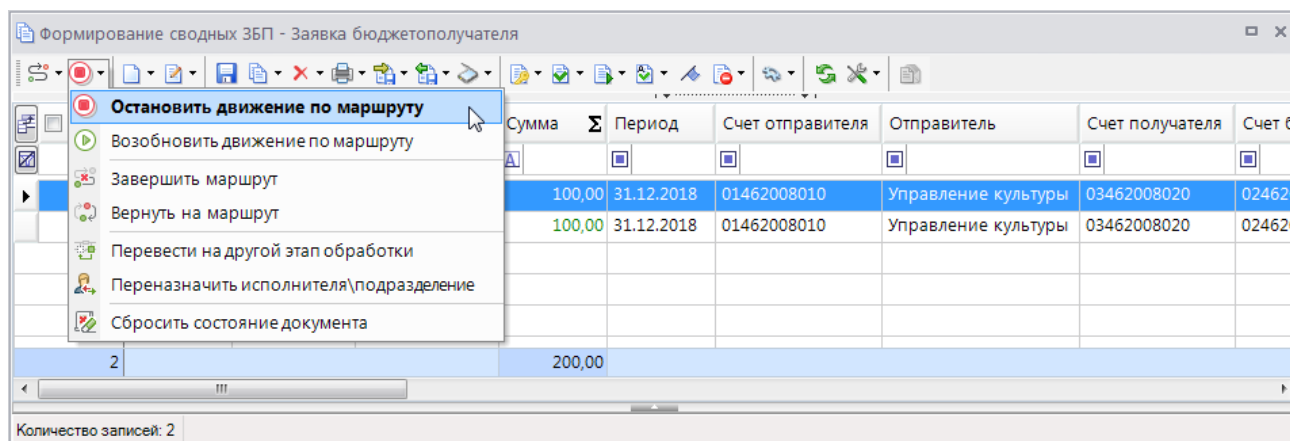 Формирование сводных ЗБП - Заявка бюджетополучателя
Остановить движение по маршруту
Возобновить движение по маршруту
Завершить маршрут
Вернуть на маршрут
Перевести на другой этап обработки
Переназначить исполнителя\подразделение
Сбросить состояние документа
Сумма Σ Период Счет отправителя Отправитель Счет получателя Счет б
A
100,00 31.12.2018 01462008010 Управление культуры 03462008020 02462
100,00 31.12.2018 01462008010 Управление культуры 03462008020 02462
2 200,00
Количество записей: 2